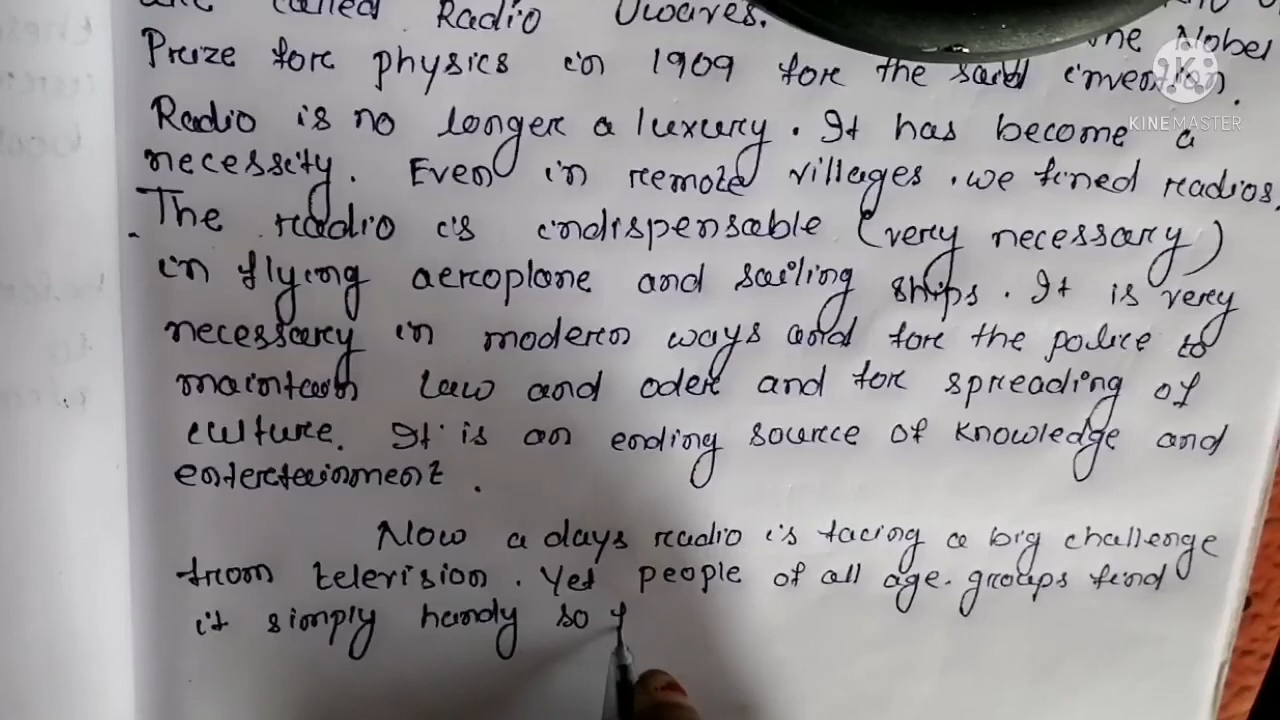 called Radio Waves.
the Nobel
Prize for physics in 1909 for the said invention.
Radio is no longer a luxury. It has become a
necessity. Even in remote villages. we fined radios.
The radio is indispensable (very necessary)
in flying aeroplane and sailing ships. It is very
necessary in modern ways and for the police to
maintain law and oder and for spreading of
culture. It is an ending source of knowledge and
entertainment.
Now a days radio is facing a big challenge
from television. Yet people of all age-groups find
it simply handy so
KINEMASTER